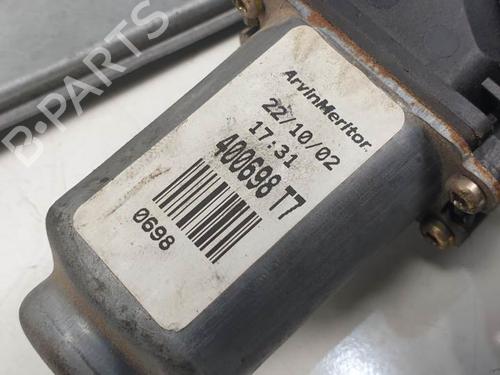 ArvinMeritor.
22/10/02
17:31
400698 T7
0698
B-PARTS